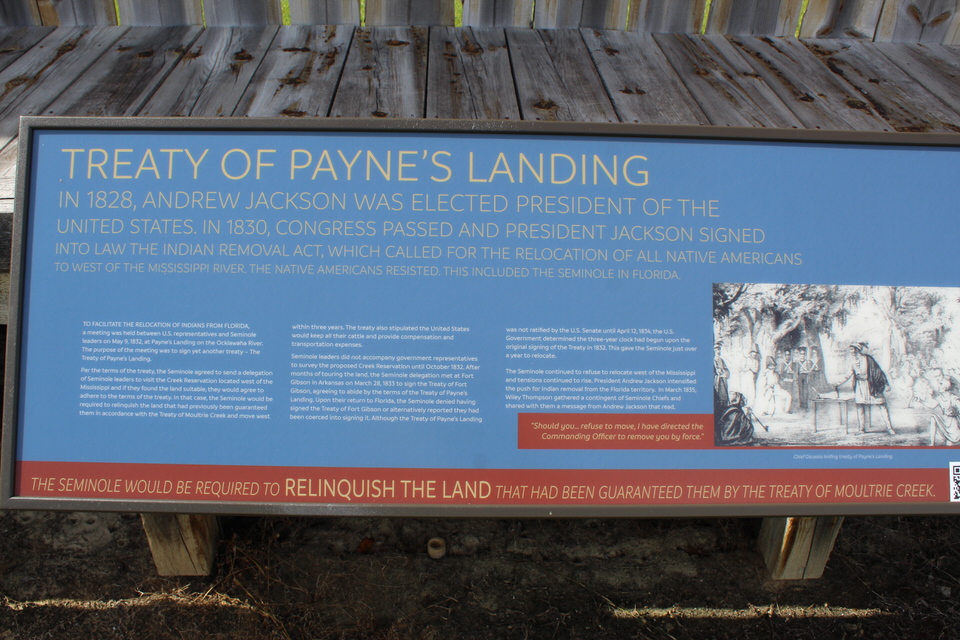 TREATY OF PAYNE'S LANDING
IN 1828, ANDREW JACKSON WAS ELECTED PRESIDENT OF THE
UNITED STATES. IN 1830, CONGRESS PASSED AND PRESIDENT JACKSON SIGNED
INTO LAW THE INDIAN REMOVAL ACT, WHICH CALLED FOR THE RELOCATION OF ALL NATIVE AMERICANS
TO WEST OF THE MISSISSIPPI RIVER. THE NATIVE AMERICANS RESISTED. THIS INCLUDED THE SEMINOLE IN FLORIDA.
TO FACILITATE THE RELOCATION OF INDIANS FROM FLORIDA,
a meeting was held between U.S. representatives and Seminole
leaders on May 9, 1832, at Payne's Landing on the Ocklawaha River.
The purpose of the meeting was to sign yet another treaty – The
Treaty of Payne's Landing.
Per the terms of the treaty, the Seminole agreed to send a delegation
of Seminole leaders to visit the Creek Reservation located west of the
Mississippi and if they found the land suitable, they would agree to
adhere to the terms of the treaty. In that case, the Seminole would be
required to relinquish the land that had previously been guaranteed
them in accordance with the Treaty of Moultrie Creek and move west
within three years. The treaty also stipulated the United States
would keep all their cattle and provide compensation and
transportation expenses.
Seminole leaders did not accompany government representatives
to survey the proposed Creek Reservation until October 1832. After
months of touring the land, the Seminole delegation met at Fort
Gibson in Arkansas on March 28, 1833 to sign the Treaty of Fort
Gibson, agreeing to abide by the terms of the Treaty of Payne's
Landing. Upon their return to Florida, the Seminole denied having
signed the Treaty of Fort Gibson or alternatively reported they had
been coerced into signing it. Although the Treaty of Payne's Landing
was not ratified by the U.S. Senate until April 12, 1834, the U.S.
Government determined the three-year clock had begun upon the
original signing of the Treaty in 1832. This gave the Seminole just over
a year to relocate.
The Seminole continued to refuse to relocate west of the Mississippi
and tensions continued to rise. President Andrew Jackson intensified
the push for Indian removal from the Florida territory. In March 1835,
Wiley Thompson gathered a contingent of Seminole Chiefs and
shared with them a message from Andrew Jackson that read,
"Should you... refuse to move, I have directed the
Commanding Officer to remove you by force."
Chief Osceola knifing treaty of Payne's Landing
THE SEMINOLE WOULD BE REQUIRED TO RELINQUISH THE LAND THAT HAD BEEN GUARANTEED THEM BY THE TREATY OF MOULTRIE CREEK.